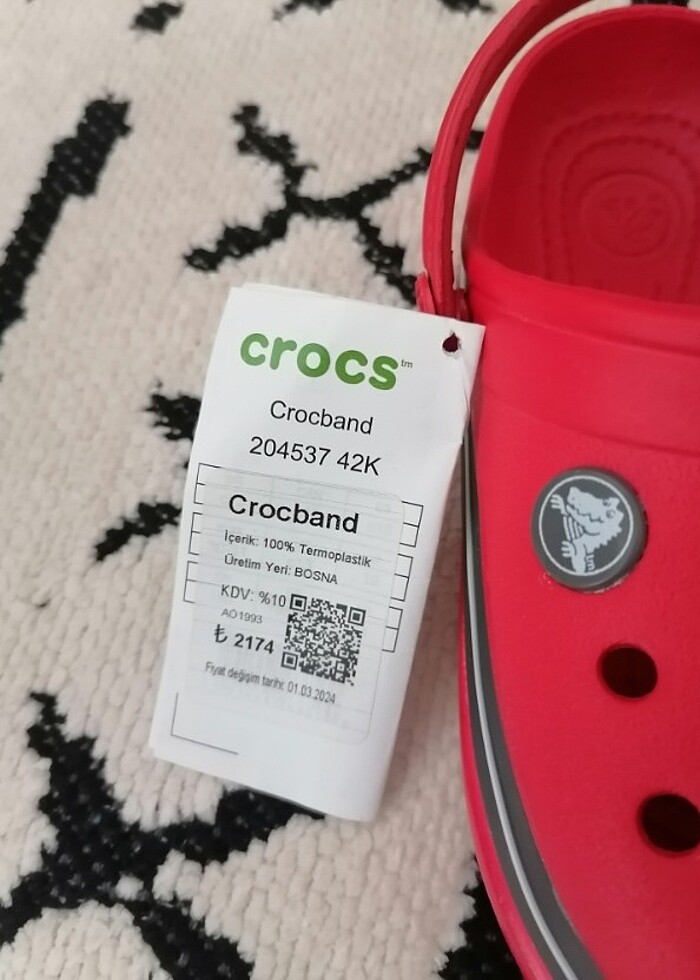 crocs™
Crocband
204537 42K
Crocband
İçerik: 100% Termoplastik
Üretim Yeri: BOSNA
KDV: %10
AO1993
₺ 2174
Fiyat değişim tarihi: 01.03.2024